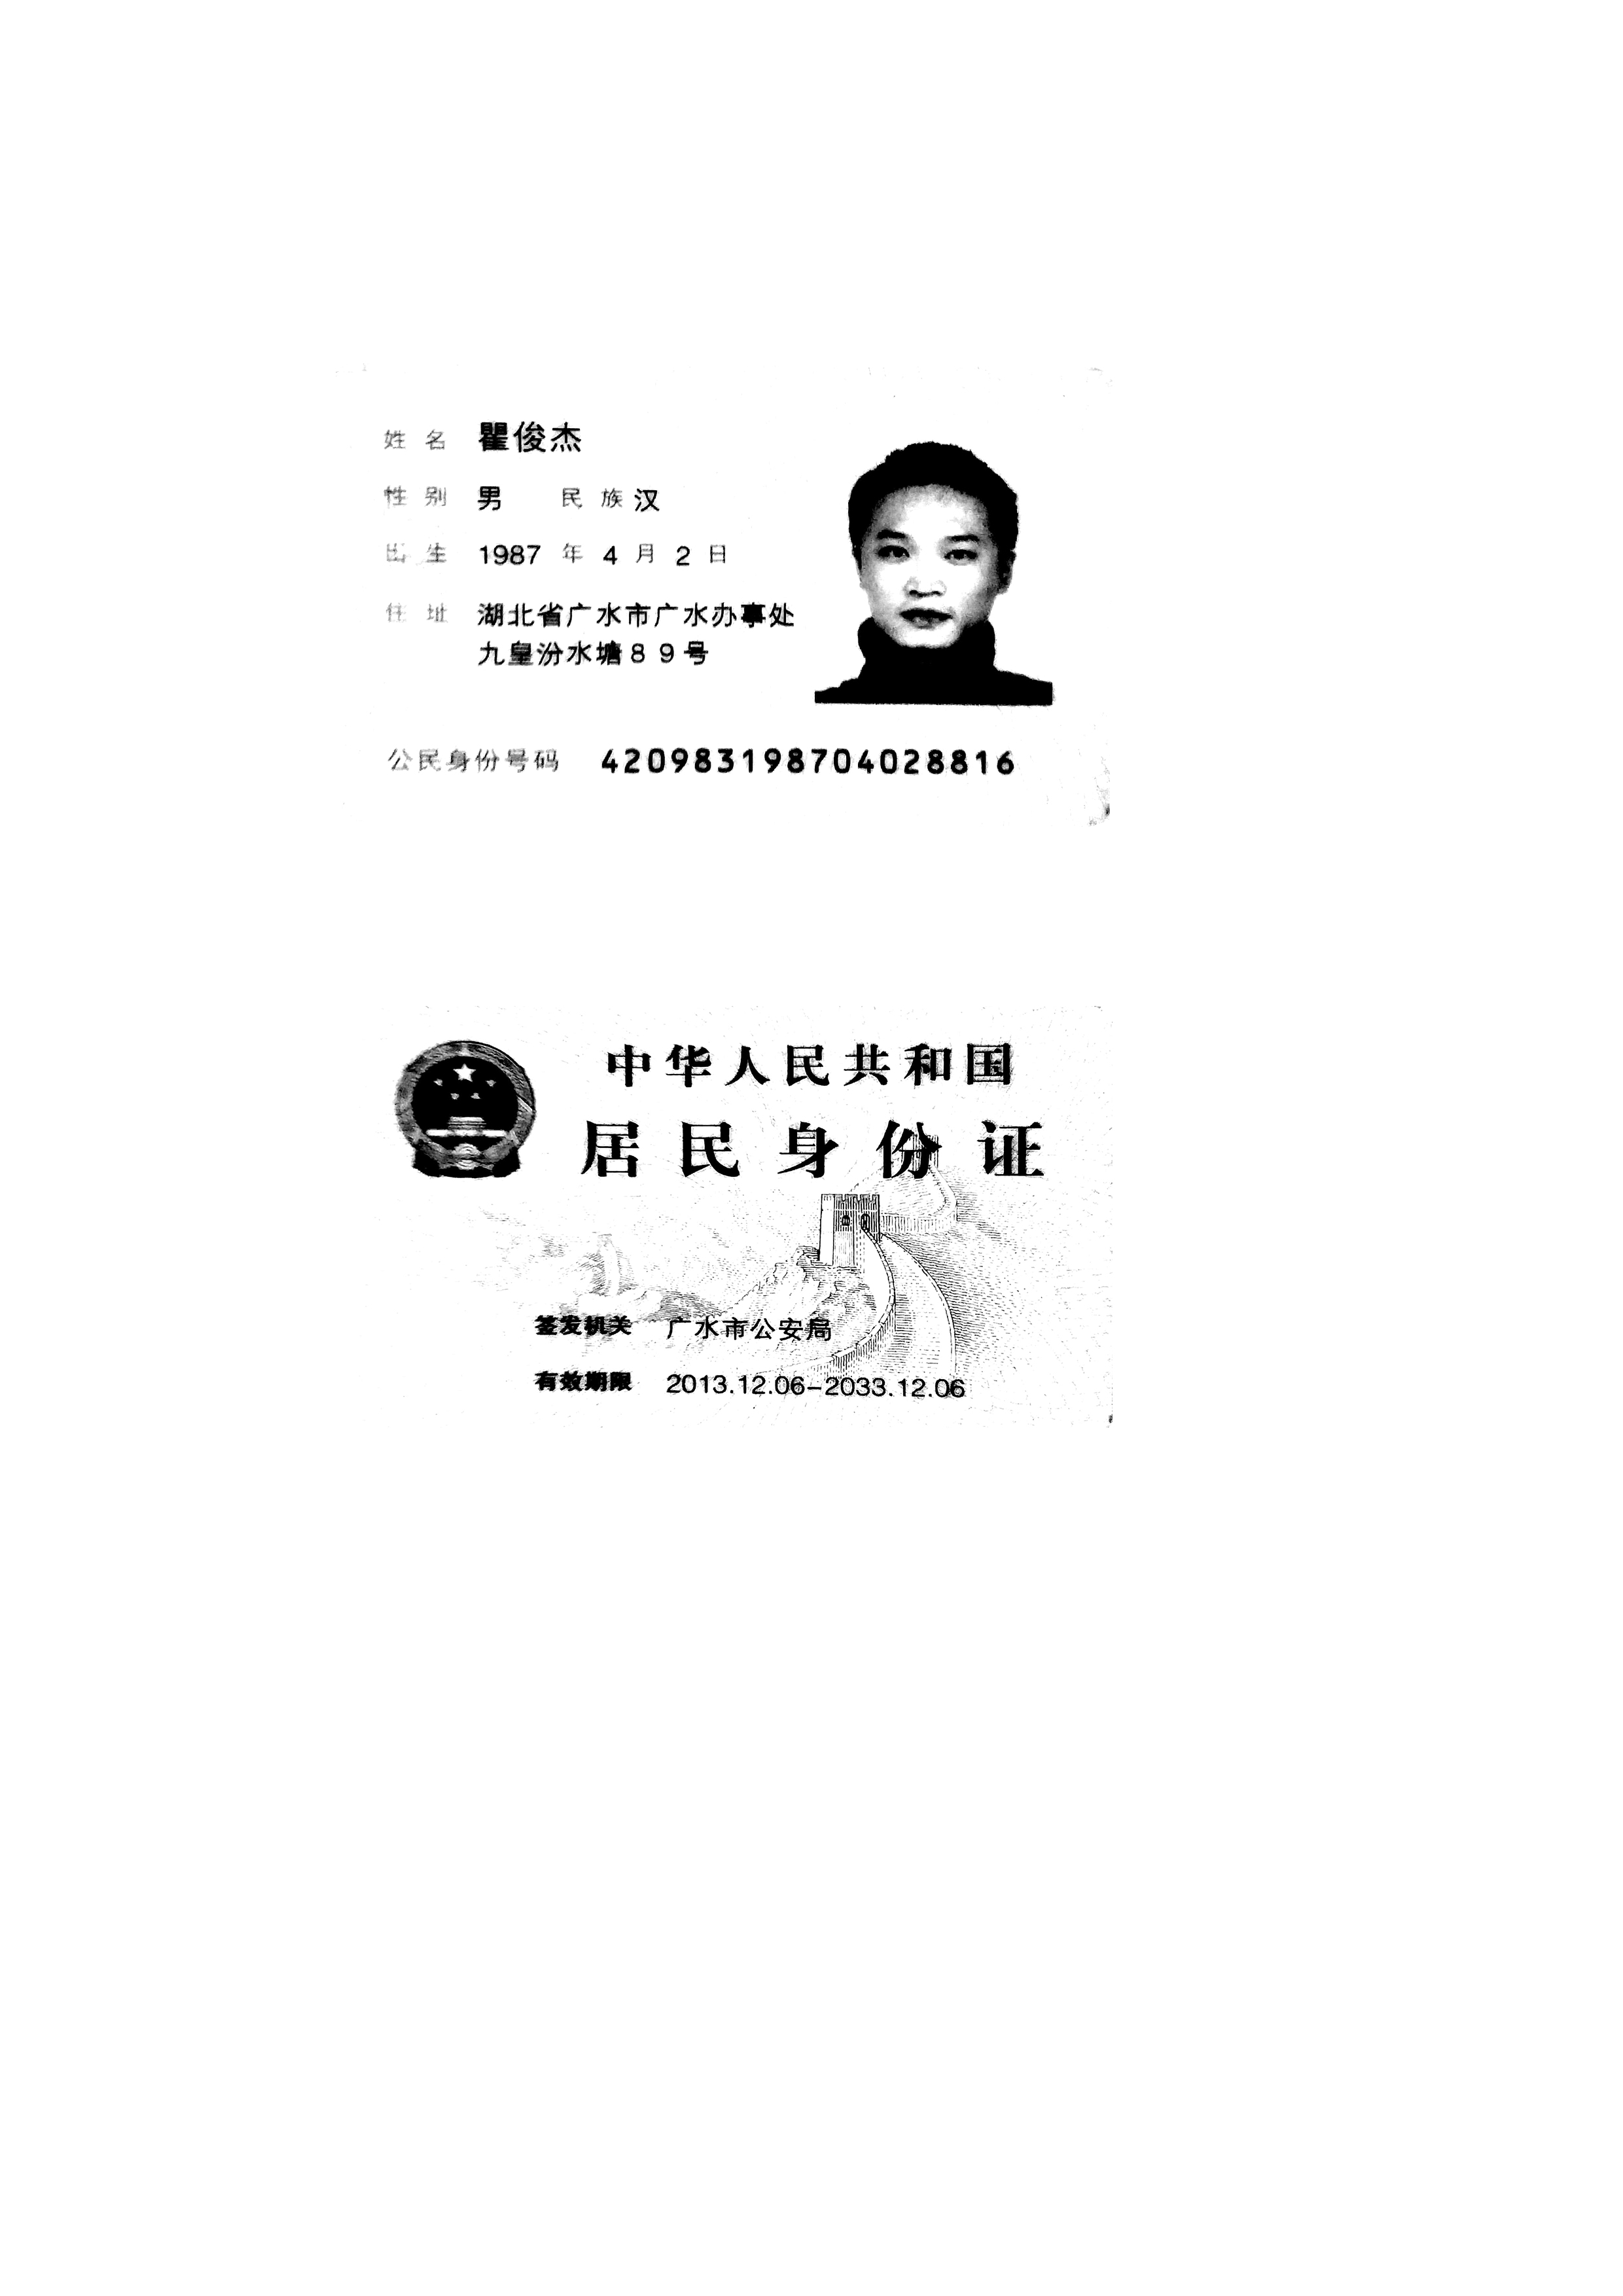 姓名 瞿俊杰
性别 男 民族 汉
出生 1987 年 4 月 2 日
住址 湖北省广水市广水办事处
九皇汾水塘89号
公民身份号码 420983198704028816
中华人民共和国
居民身份证
签发机关 广水市公安局
有效期限 2013.12.06-2033.12.06